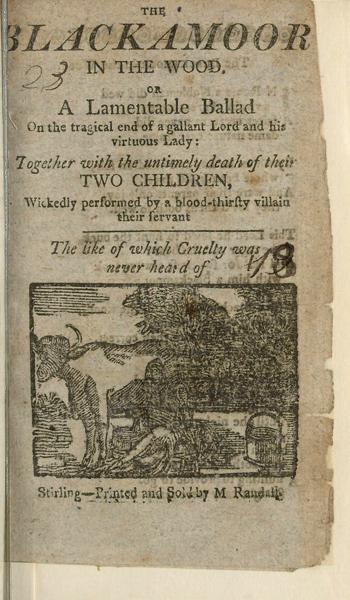 THE
BLACKAMOOR
IN THE WOOD,
OR
A Lamentable Ballad
On the tragical end of a gallant Lord and his
virtuous Lady:
Together with the untimely death of their
TWO CHILDREN,
Wickedly performed by a blood-thirſty villain
their ſervant
The like of which Cruelty was
never heard of
23
18
Stirling—Printed and Sold by M Randall